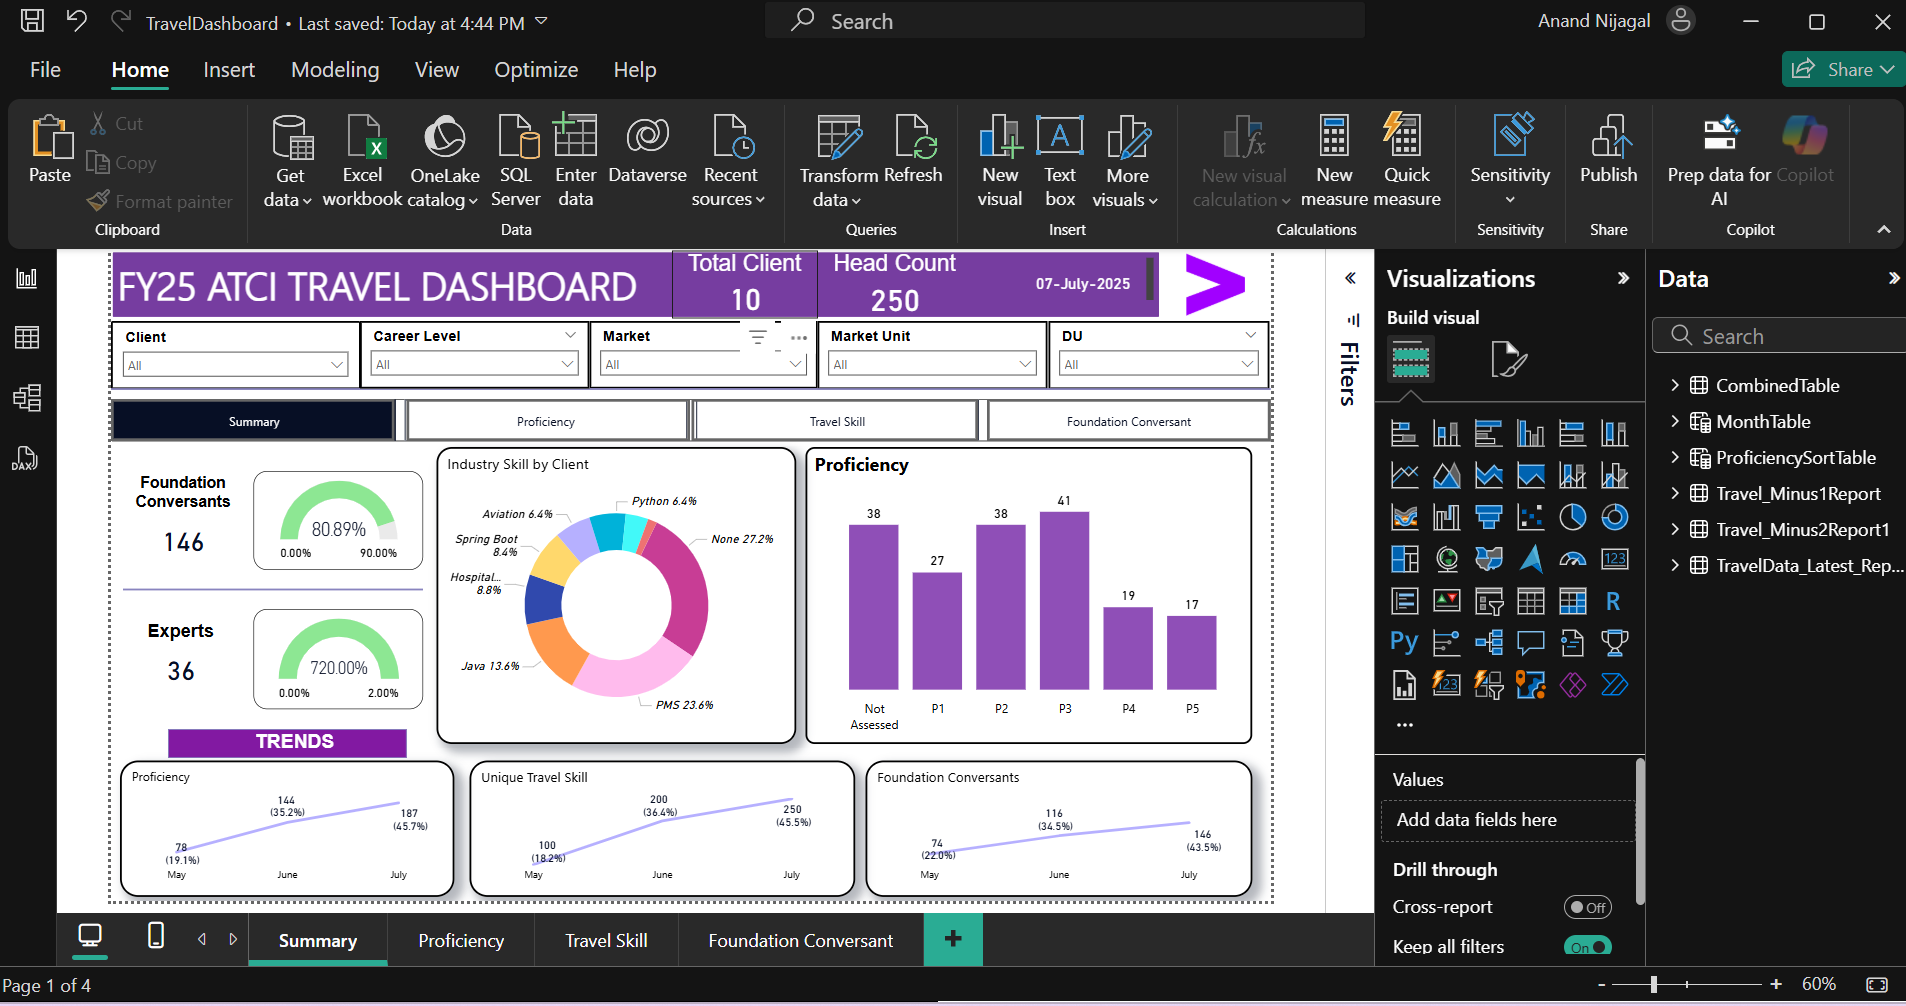 TravelDashboard • Last saved: Today at 4:44 PM
Search
Anand Nijagal
File
Home
Insert
Modeling
View
Optimize
Help
Share
Paste
Cut
Copy
Format painter
Clipboard
Get data
Excel workbook
OneLake catalog
SQL Server
Enter data
Dataverse
Recent sources
Data
Transform data
Refresh
Queries
New visual
Text box
More visuals
Insert
New visual calculation
New measure
Quick measure
Calculations
Sensitivity
Sensitivity
Publish
Share
Prep data for AI
Copilot
Copilot
FY25 ATCI TRAVEL DASHBOARD
Total Client
10
Head Count
250
07-July-2025
>
Client
All
Career Level
All
Market
All
Market Unit
All
DU
All
Summary
Proficiency
Travel Skill
Foundation Conversant
Foundation
Conversants
146
80.89%
0.00%
90.00%
Experts
36
720.00%
0.00%
2.00%
TRENDS
Industry Skill by Client
Python 6.4%
Aviation 6.4%
Spring Boot
8.4%
None 27.2%
Hospital...
8.8%
Java 13.6%
PMS 23.6%
Proficiency
38
27
38
41
19
17
Not
Assessed
P1
P2
P3
P4
P5
Proficiency
78
(19.1%)
144
(35.2%)
187
(45.7%)
May
June
July
Unique Travel Skill
100
(18.2%)
200
(36.4%)
250
(45.5%)
May
June
July
Foundation Conversants
74
(22.0%)
116
(34.5%)
146
(43.5%)
May
June
July
Filters
Visualizations
Build visual
123
R
Py
123
Values
Add data fields here
Drill through
Cross-report
Off
Keep all filters
On
Data
Search
CombinedTable
MonthTable
ProficiencySortTable
Travel_Minus1Report
Travel_Minus2Report1
TravelData_Latest_Rep...
DAX
Summary
Proficiency
Travel Skill
Foundation Conversant
+
Page 1 of 4
- + 60%